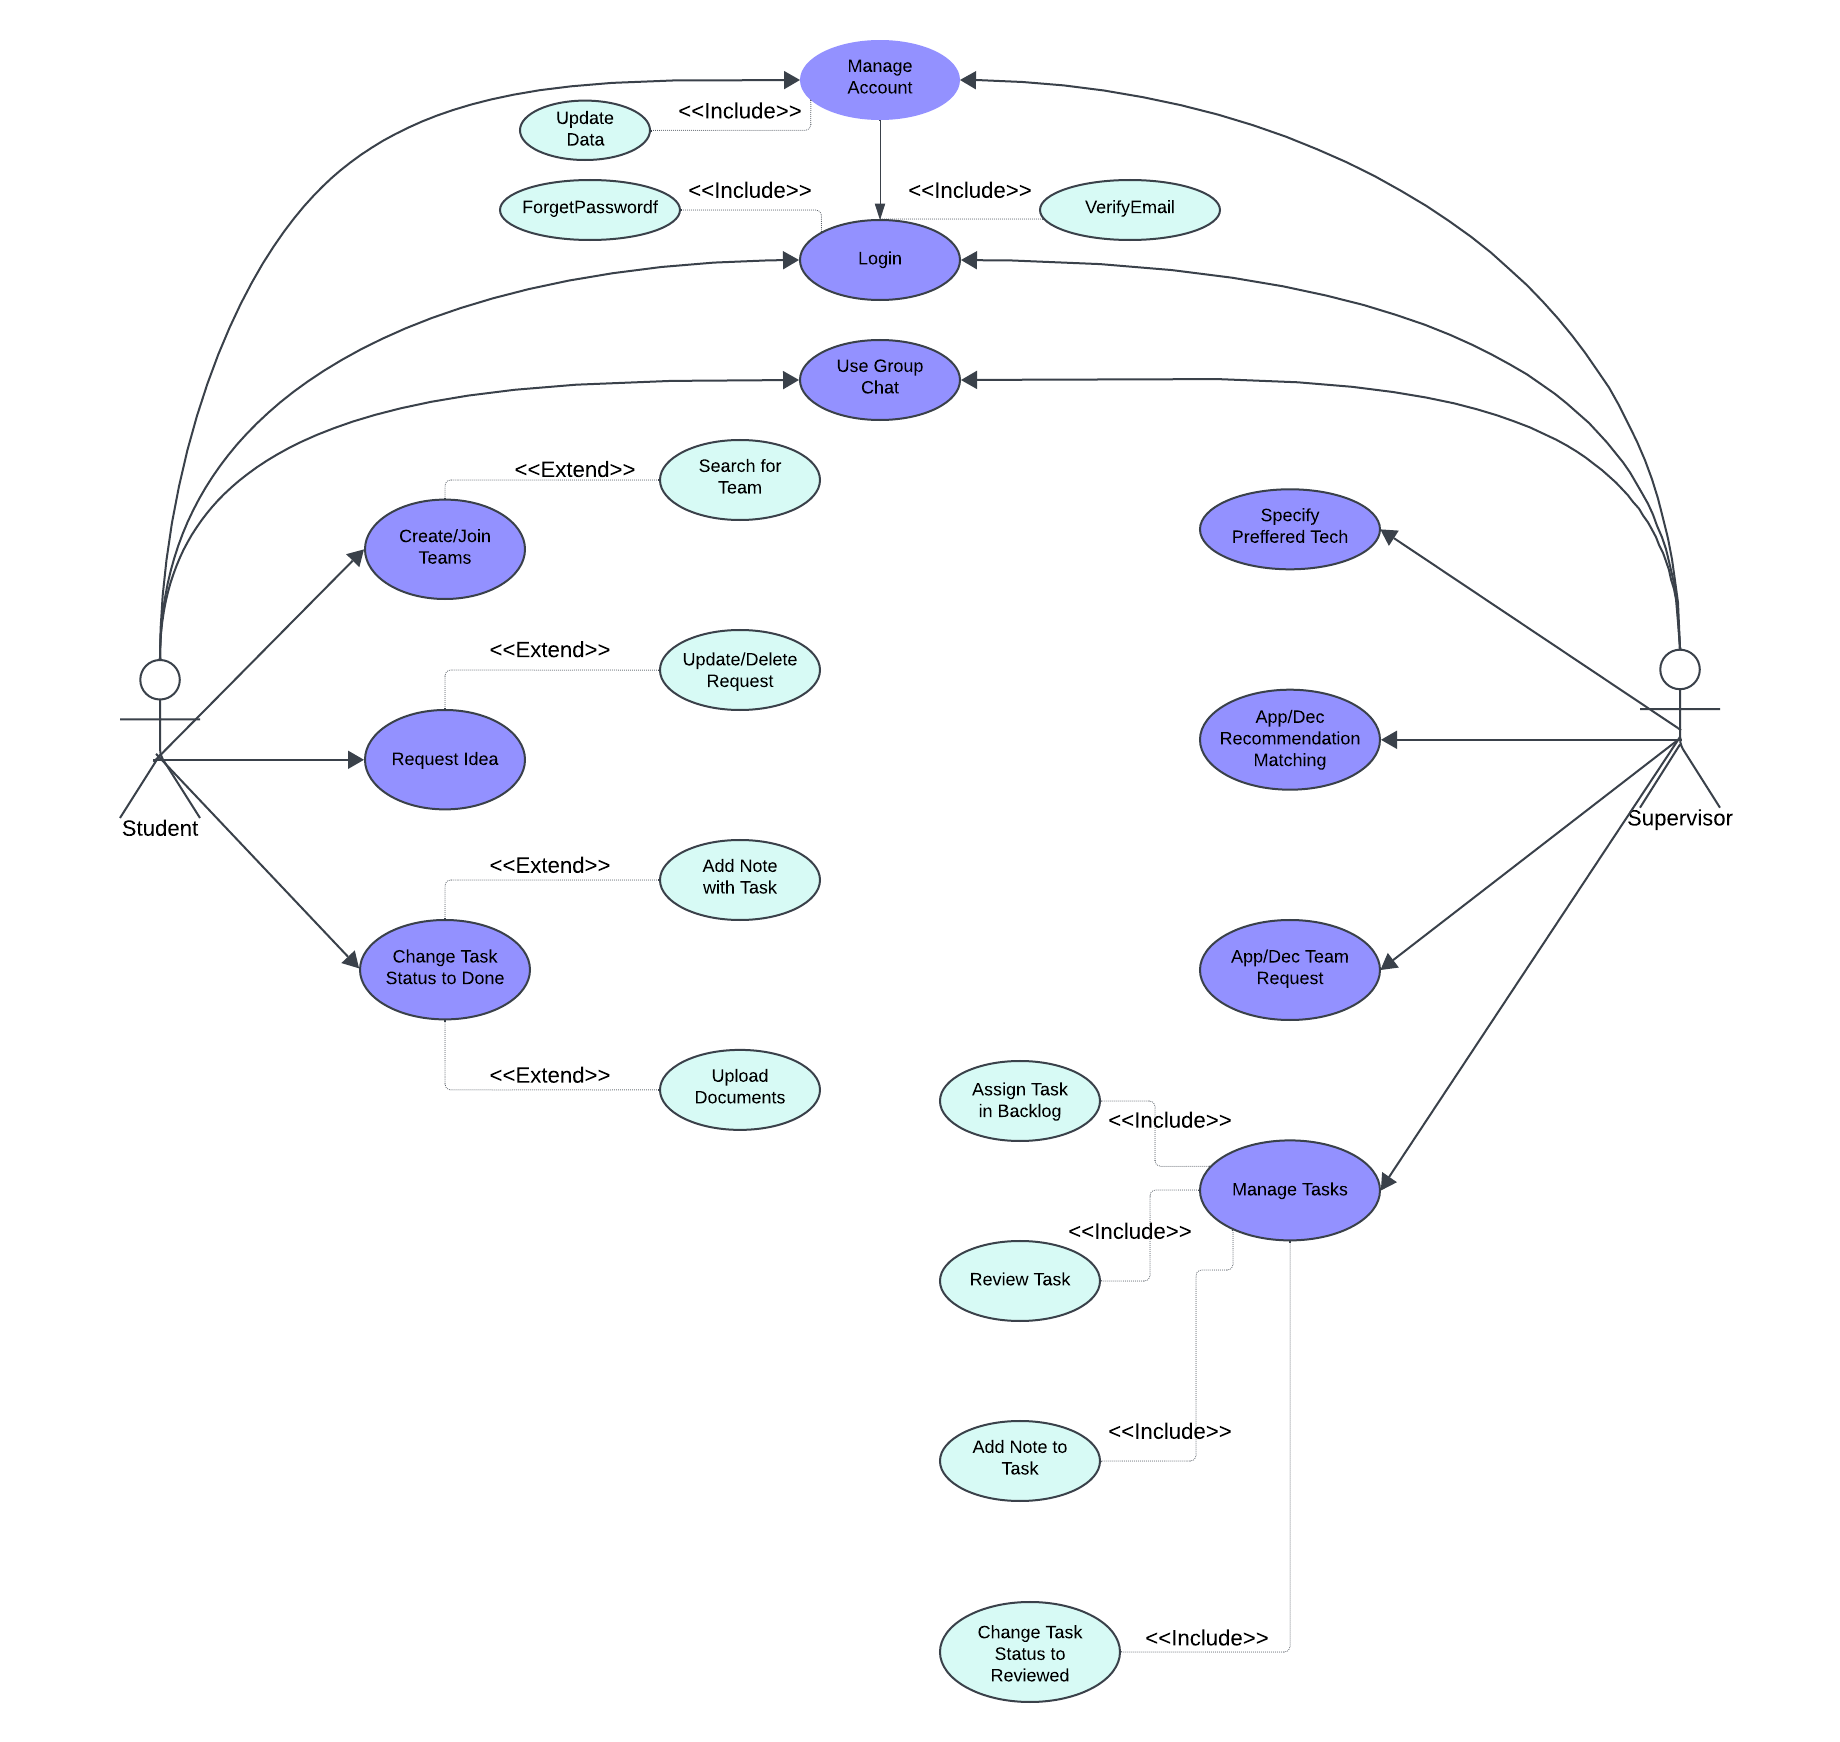 Manage
Account
<<Include>>
Update
Data
<<Include>>
<<Include>>
ForgetPasswordf
VerifyEmail
Login
Use Group
Chat
<<Extend>>
Search for
Team
Create/Join
Teams
Specify
Preffered Tech
<<Extend>>
Update/Delete
Request
Request Idea
App/Dec
Recommendation
Matching
Student
Supervisor
<<Extend>>
Add Note
with Task
Change Task
Status to Done
App/Dec Team
Request
<<Extend>>
Upload
Documents
Assign Task
in Backlog
<<Include>>
Manage Tasks
<<Include>>
Review Task
<<Include>>
Add Note to
Task
<<Include>>
Change Task
Status to
Reviewed